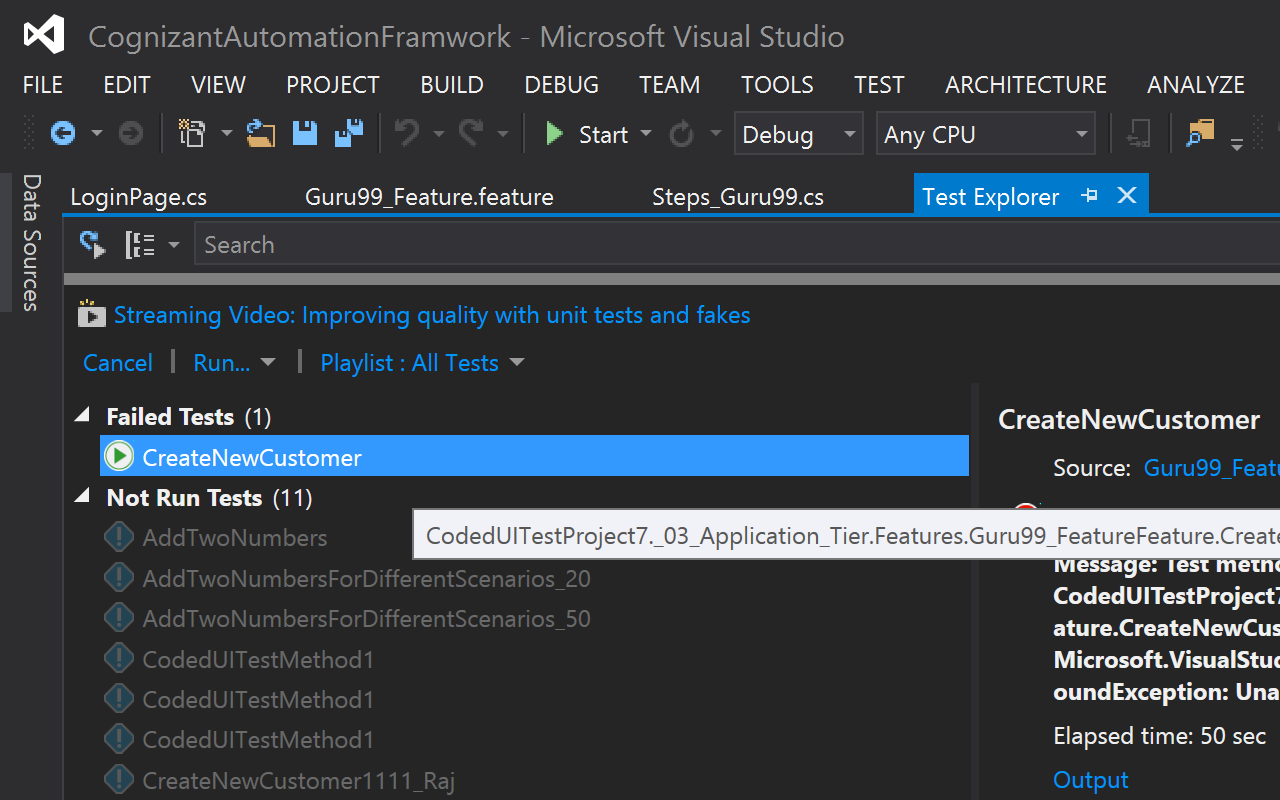 CognizantAutomationFramwork - Microsoft Visual Studio
FILE EDIT VIEW PROJECT BUILD DEBUG TEAM TOOLS TEST ARCHITECTURE ANALYZE
Start Debug Any CPU
Data Sources
LoginPage.cs Guru99_Feature.feature Steps_Guru99.cs Test Explorer
Search
Streaming Video: Improving quality with unit tests and fakes
Cancel | Run... | Playlist : All Tests
Failed Tests (1)
CreateNewCustomer
Not Run Tests (11)
AddTwoNumbers
AddTwoNumbersForDifferentScenarios_20
AddTwoNumbersForDifferentScenarios_50
CodedUITestMethod1
CodedUITestMethod1
CodedUITestMethod1
CreateNewCustomer1111_Raj
CreateNewCustomer
Source: Guru99_Featu
CodedUITestProject7._03_Application_Tier.Features.Guru99_FeatureFeature.Create
Message: Test metho
CodedUITestProject7
ature.CreateNewCus
Microsoft.VisualStud
oundException: Una
Elapsed time: 50 sec
Output